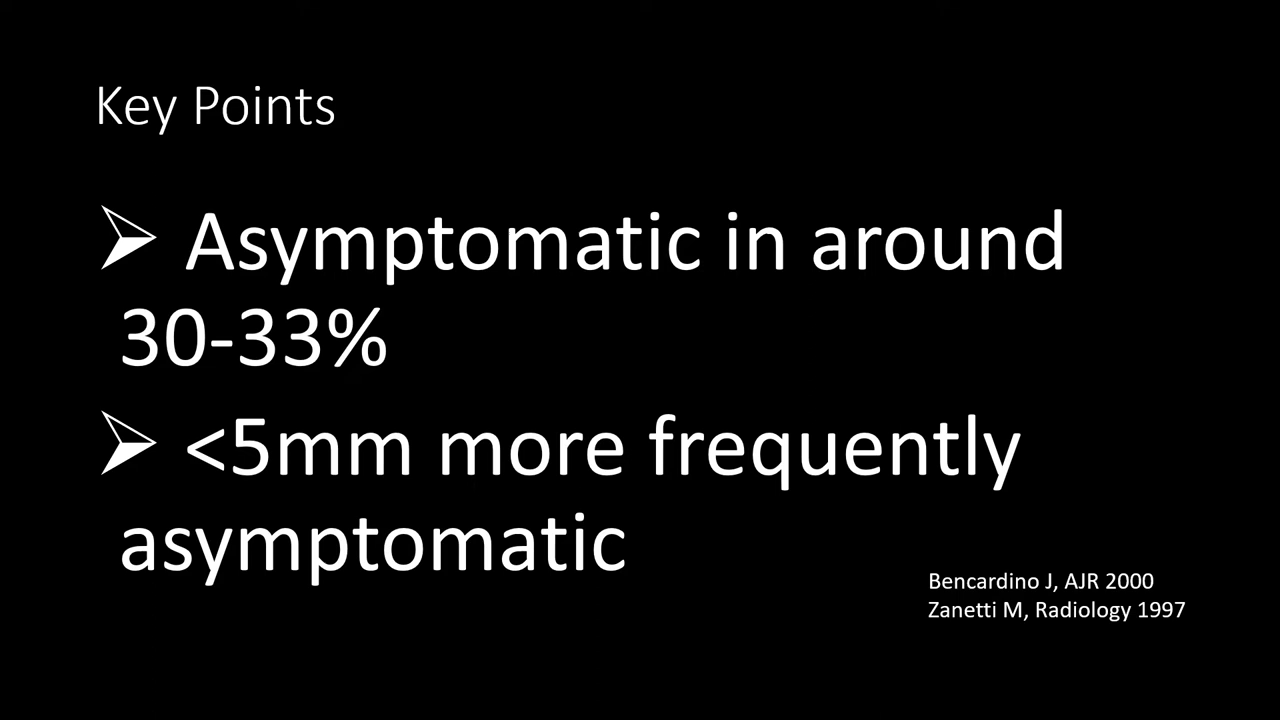 Key Points
➢ Asymptomatic in around
30-33%
➢ <5mm more frequently
asymptomatic
Bencardino J, AJR 2000
Zanetti M, Radiology 1997